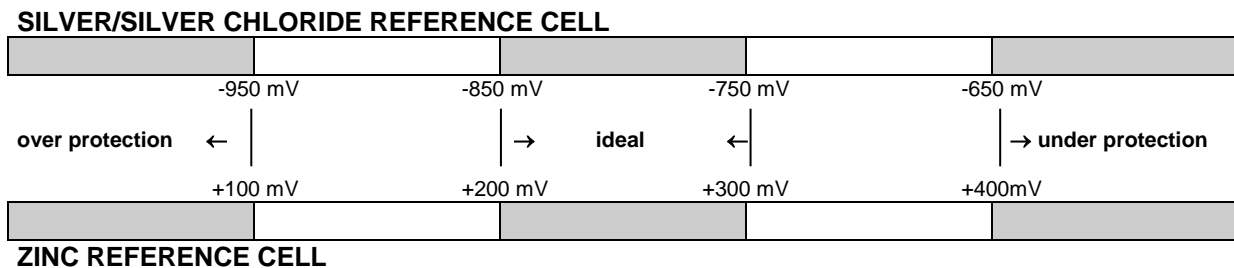 SILVER/SILVER CHLORIDE REFERENCE CELL
-950 mV -850 mV -750 mV -650 mV
over protection ← → ideal ← → under protection
+100 mV +200 mV +300 mV +400mV
ZINC REFERENCE CELL